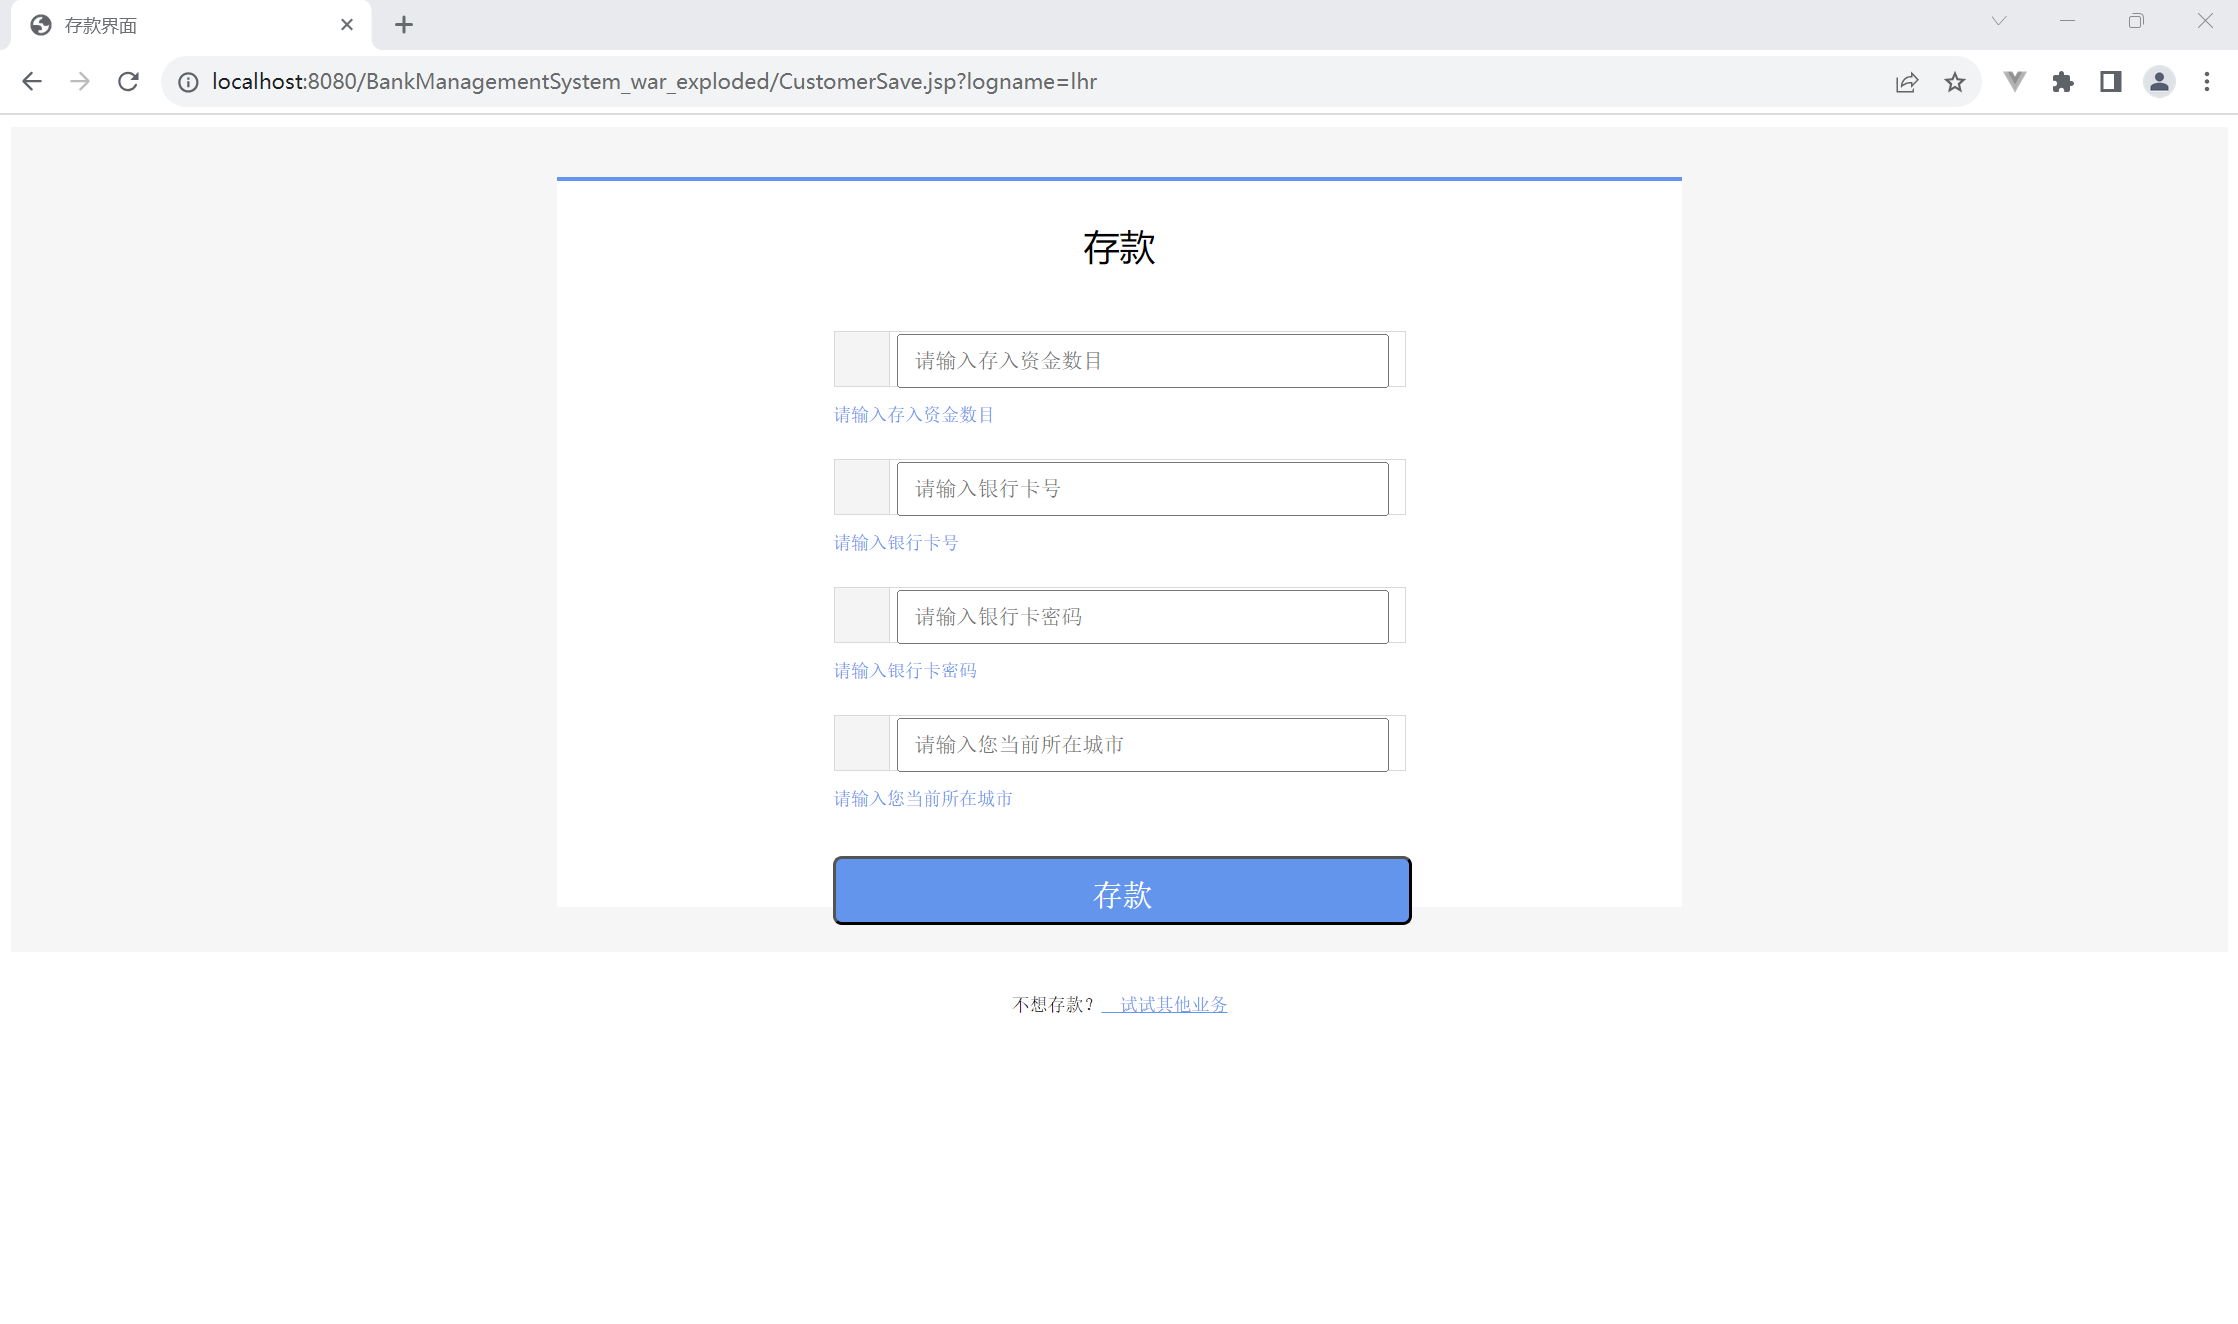 存款界面
localhost:8080/BankManagementSystem_war_exploded/CustomerSave.jsp?logname=lhr
存款
请输入存入资金数目
请输入存入资金数目
请输入银行卡号
请输入银行卡号
请输入银行卡密码
请输入银行卡密码
请输入您当前所在城市
请输入您当前所在城市
存款
不想存款? 试试其他业务